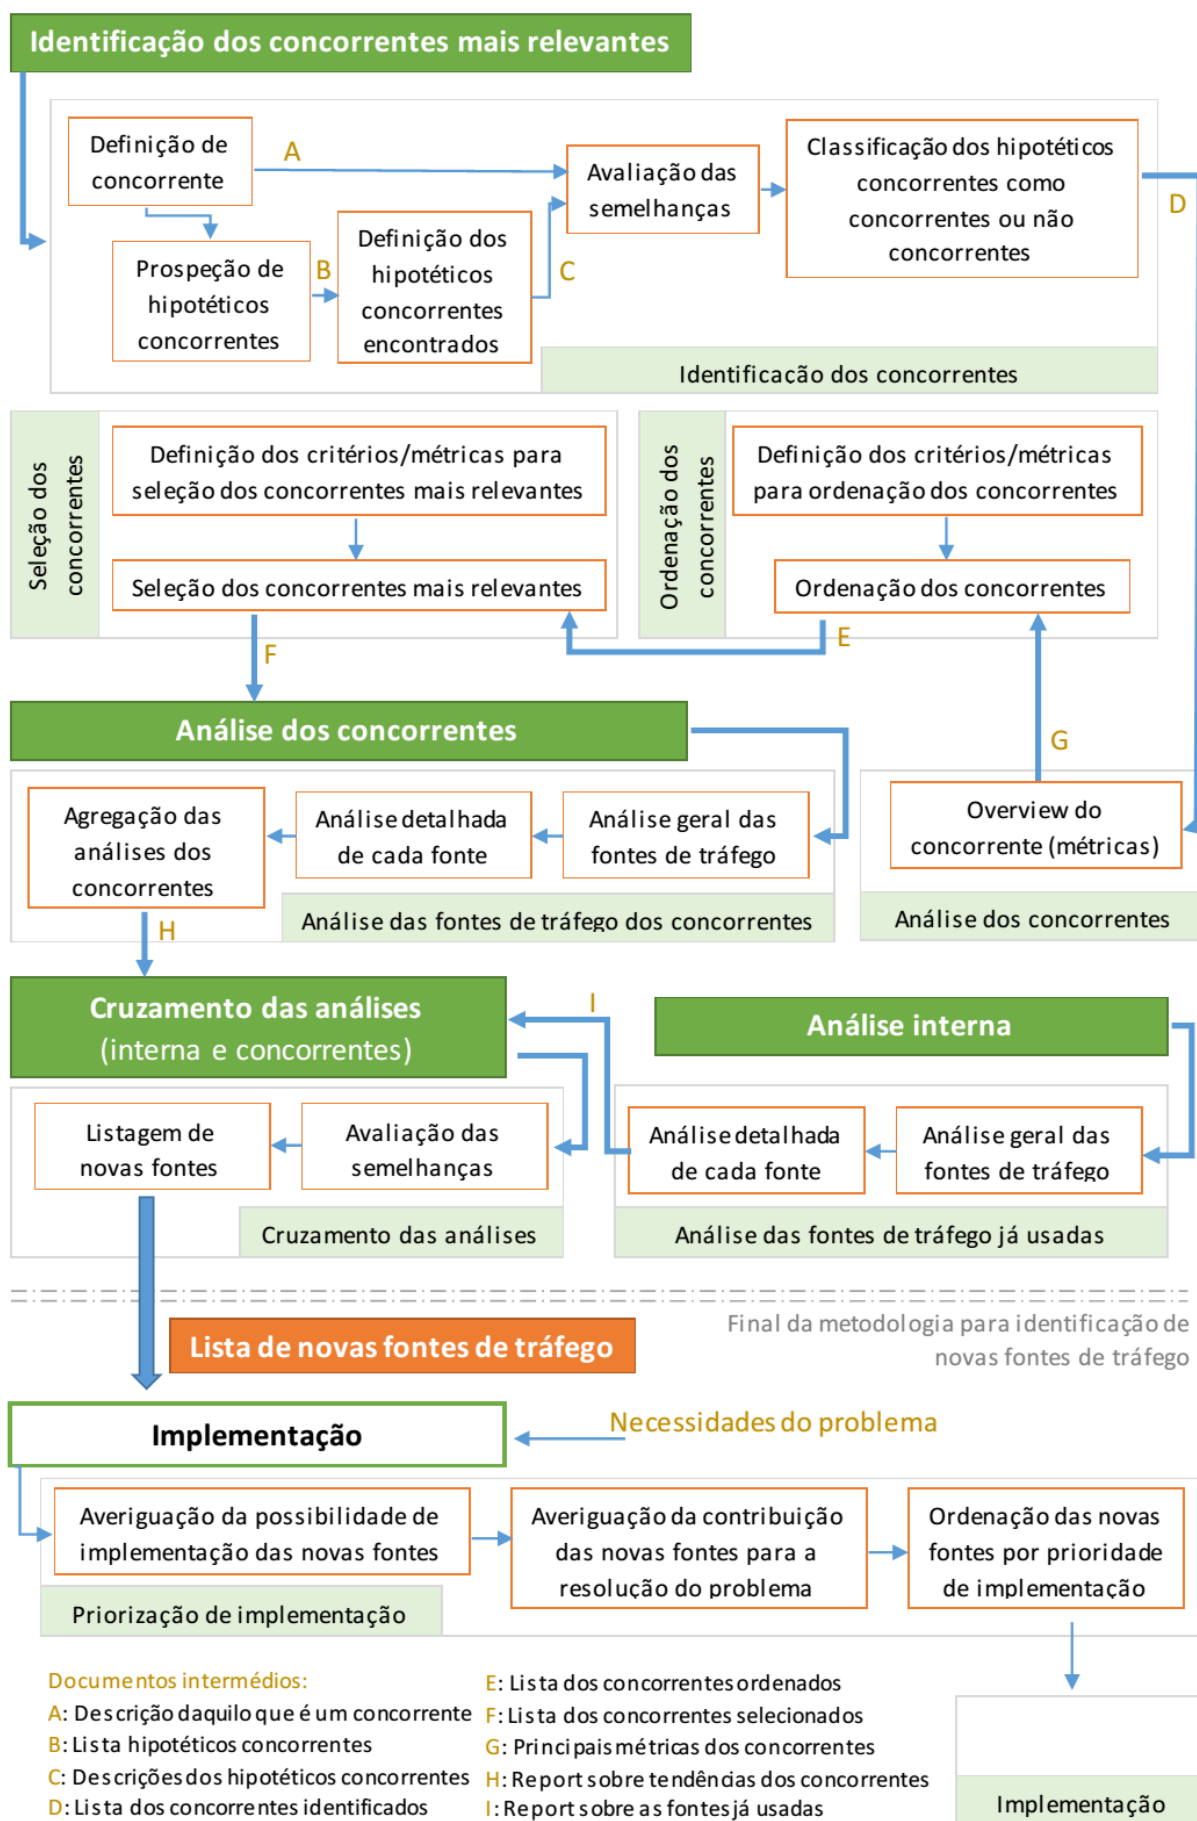 Identificação dos concorrentes mais relevantes
Definição de
concorrente
A
Prospeção de
hipotéticos
concorrentes
B
Definição dos
hipotéticos
concorrentes
encontrados
C
Avaliação das
semelhanças
Classificação dos hipotéticos
concorrentes como
concorrentes ou não
concorrentes
D
Identificação dos concorrentes
Seleção dos
concorrentes
Definição dos critérios/métricas para
seleção dos concorrentes mais relevantes
Seleção dos concorrentes mais relevantes
Ordenação dos
concorrentes
Definição dos critérios/métricas
para ordenação dos concorrentes
Ordenação dos concorrentes
E
F
G
Análise dos concorrentes
Agregação das
análises dos
concorrentes
Análise detalhada
de cada fonte
Análise geral das
fontes de tráfego
Análise das fontes de tráfego dos concorrentes
Overview do
concorrente (métricas)
Análise dos concorrentes
H
Cruzamento das análises
(interna e concorrentes)
I
Análise interna
Listagem de
novas fontes
Avaliação das
semelhanças
Cruzamento das análises
Análise detalhada
de cada fonte
Análise geral das
fontes de tráfego
Análise das fontes de tráfego já usadas
Lista de novas fontes de tráfego
Final da metodologia para identificação de
novas fontes de tráfego
Implementação
Necessidades do problema
Averiguação da possibilidade de
implementação das novas fontes
Averiguação da contribuição
das novas fontes para a
resolução do problema
Ordenação das novas
fontes por prioridade
de implementação
Priorização de implementação
Documentos intermédios:
A: Descrição daquilo que é um concorrente
B: Lista hipotéticos concorrentes
C: Descrições dos hipotéticos concorrentes
D: Lista dos concorrentes identificados
E: Lista dos concorrentes ordenados
F: Lista dos concorrentes selecionados
G: Principais métricas dos concorrentes
H: Report sobre tendências dos concorrentes
I: Report sobre as fontes já usadas
Implementação